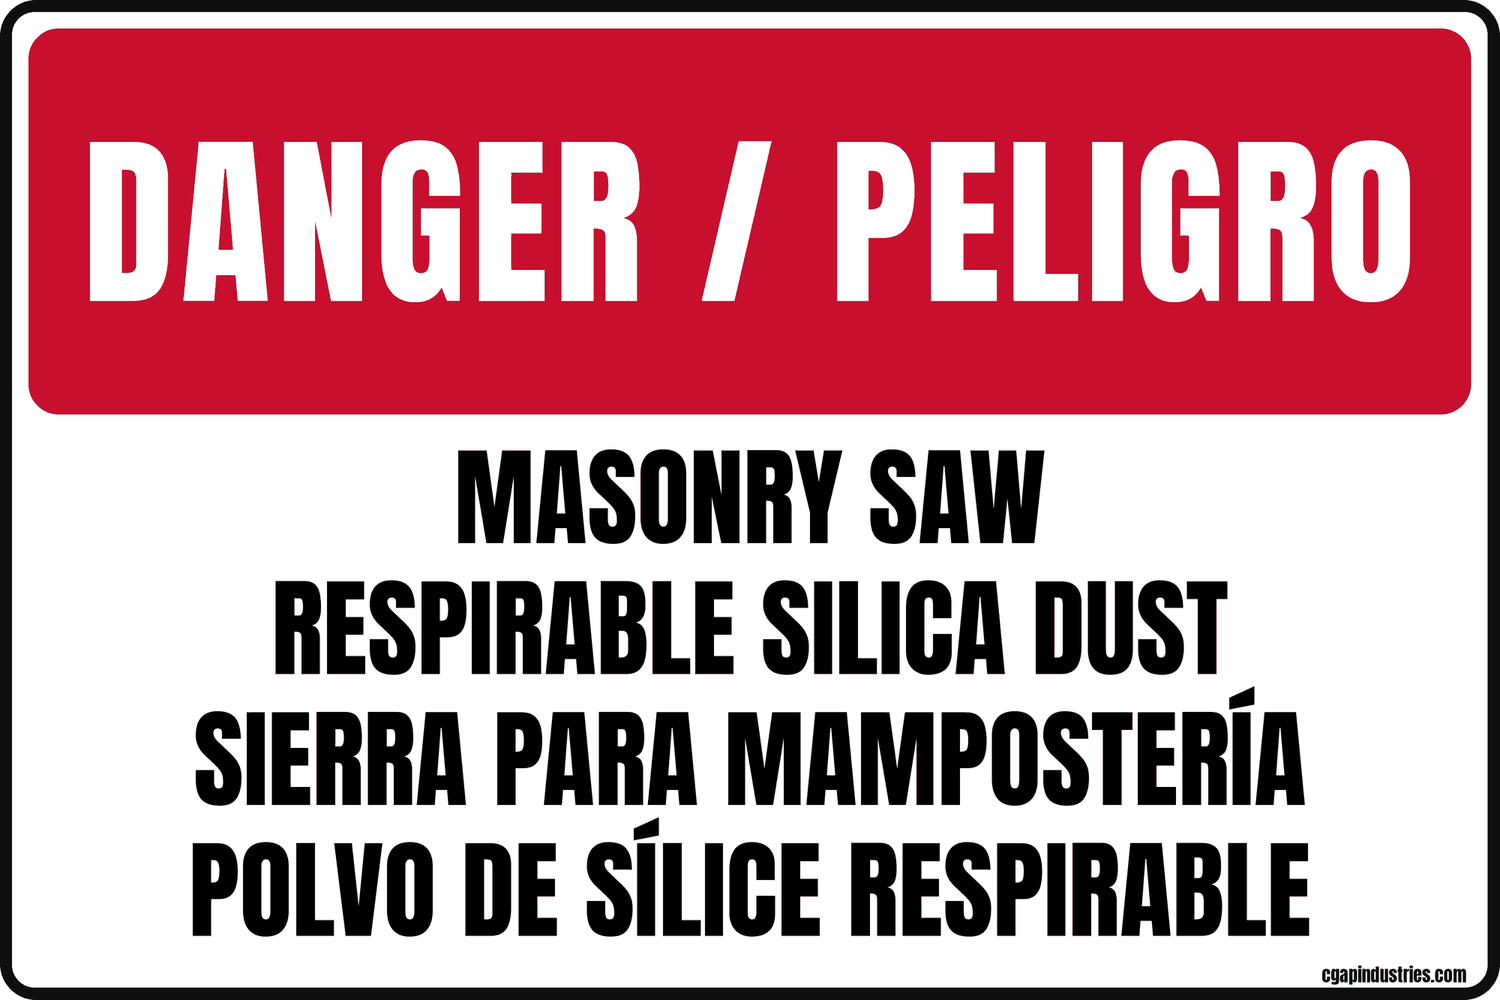 DANGER / PELIGRO
MASONRY SAW
RESPIRABLE SILICA DUST
SIERRA PARA MAMPOSTERÍA
POLVO DE SÍLICE RESPIRABLE
cgapindustries.com